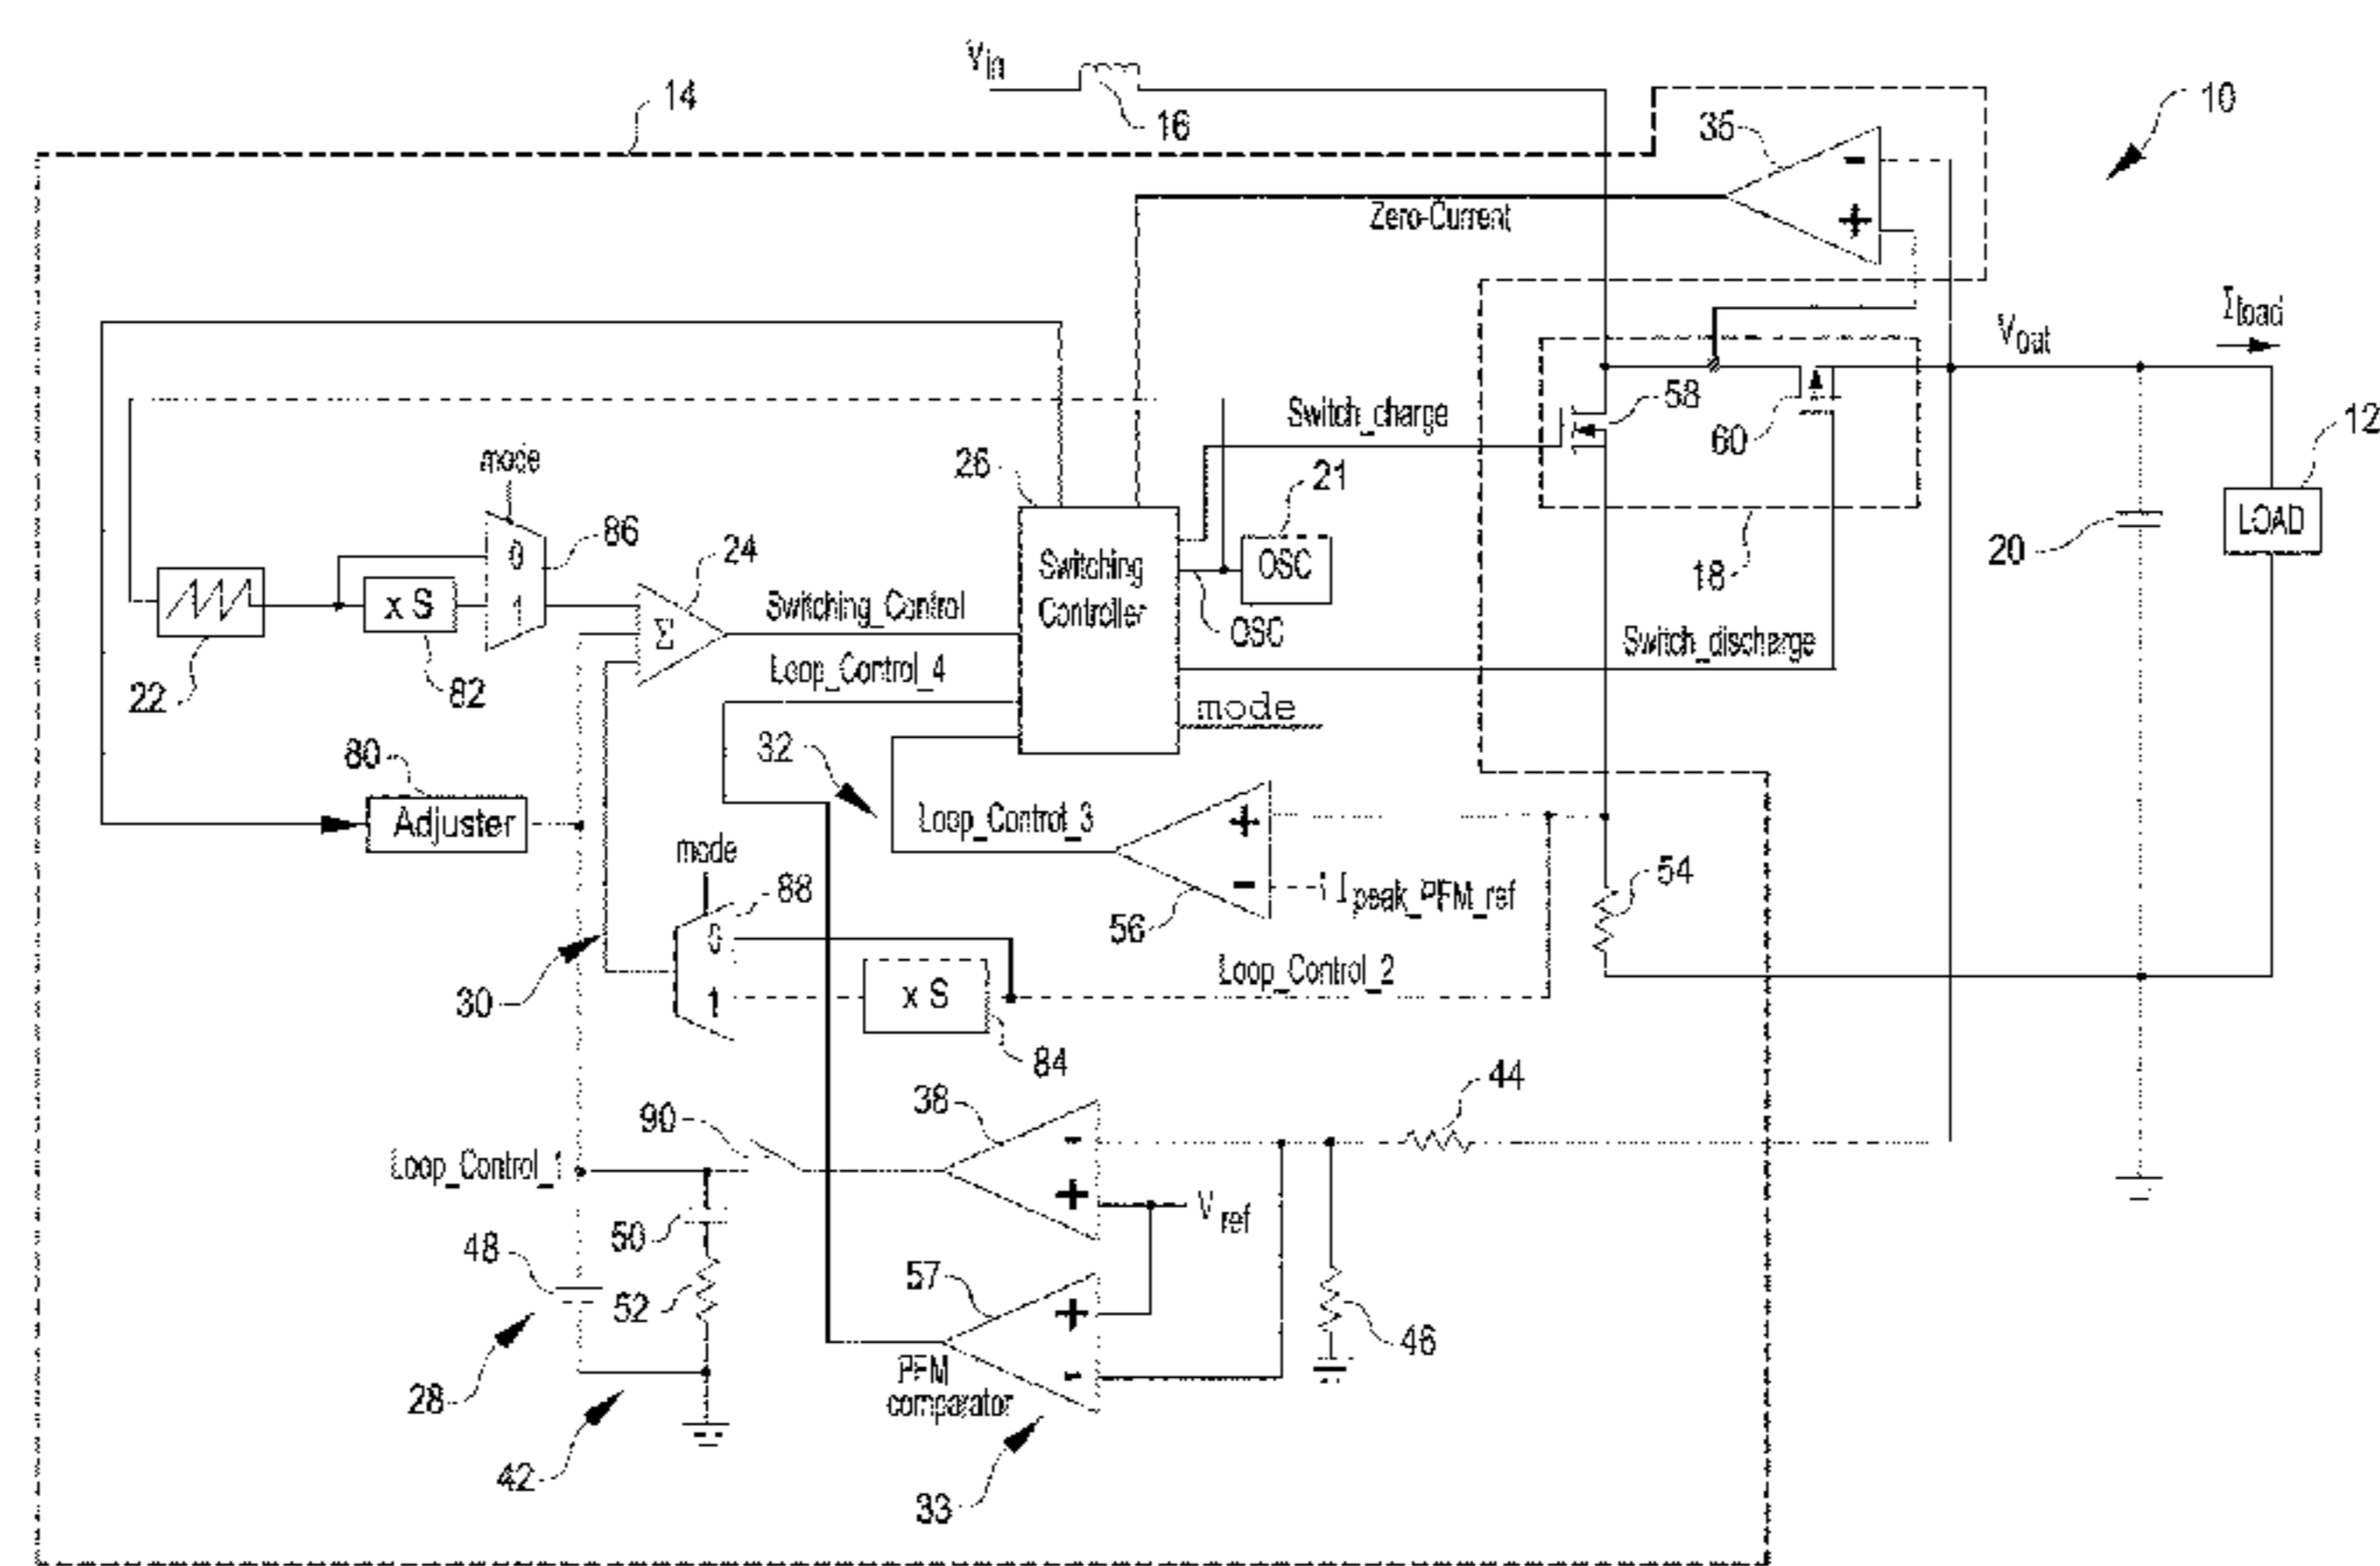 Vin
14
16
35
10
Zero-Current
Iload
Vout
58
Switch_charge
60
12
mode
26
21
86
24
0
OSC
LOAD
Switching
Controller
20
18
x S
1
Σ
Switching_Control
OSC
22
82
Loop_Control_4
Switch_discharge
mode
32
80
Adjuster
Loop_Control_3
mode
88
54
Ipeak_PFM_ref
56
0
30
1
x S
Loop_Control_2
84
44
38
90
Loop_Control_1
Vref
50
48
57
52
46
28
PFM
comparator
42
33